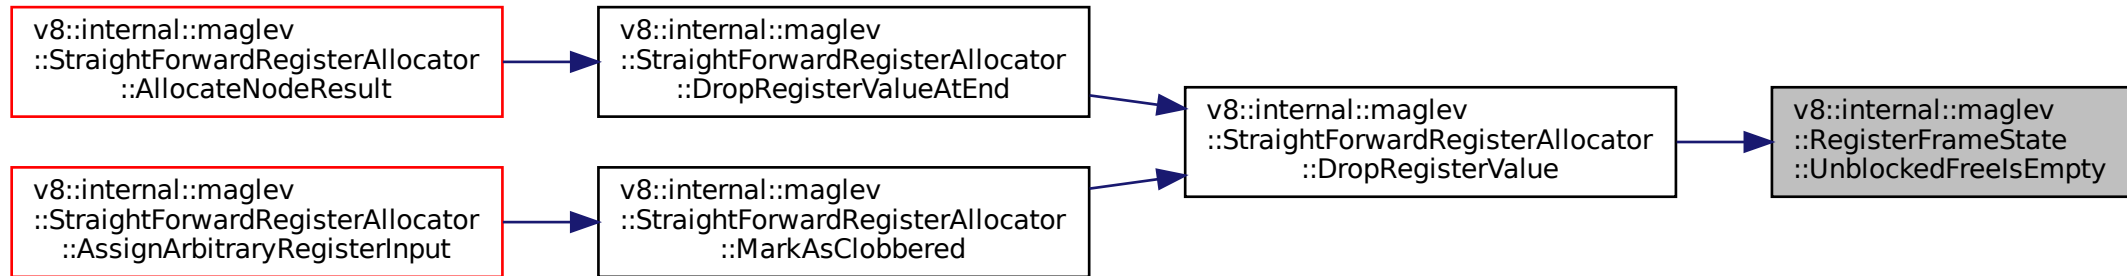 v8::internal::maglev
::StraightForwardRegisterAllocator
::AllocateNodeResult
v8::internal::maglev
::StraightForwardRegisterAllocator
::DropRegisterValueAtEnd
v8::internal::maglev
::StraightForwardRegisterAllocator
::AssignArbitraryRegisterInput
v8::internal::maglev
::StraightForwardRegisterAllocator
::MarkAsClobbered
v8::internal::maglev
::StraightForwardRegisterAllocator
::DropRegisterValue
v8::internal::maglev
::RegisterFrameState
::UnblockedFreeIsEmpty